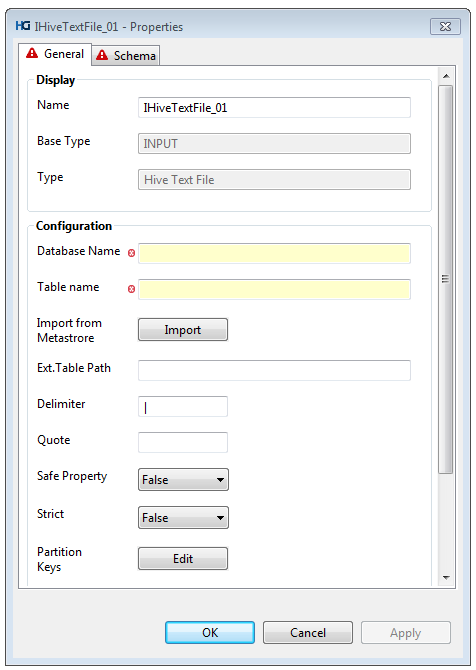 HG IHiveTextFile_01 - Properties
General Schema
Display
Name IHiveTextFile_01
Base Type INPUT
Type Hive Text File
Configuration
Database Name
Table name
Import from
Metastrore
Import
Ext.Table Path
Delimiter |
Quote
Safe Property False
Strict False
Partition
Keys
Edit
OK Cancel Apply